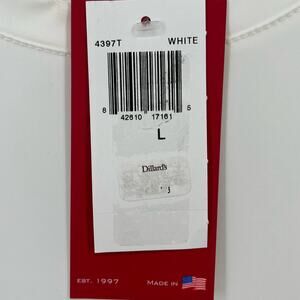 4397T WHITE
8 42610 17161 5
L
Dillard's
EST. 1997 MADE IN